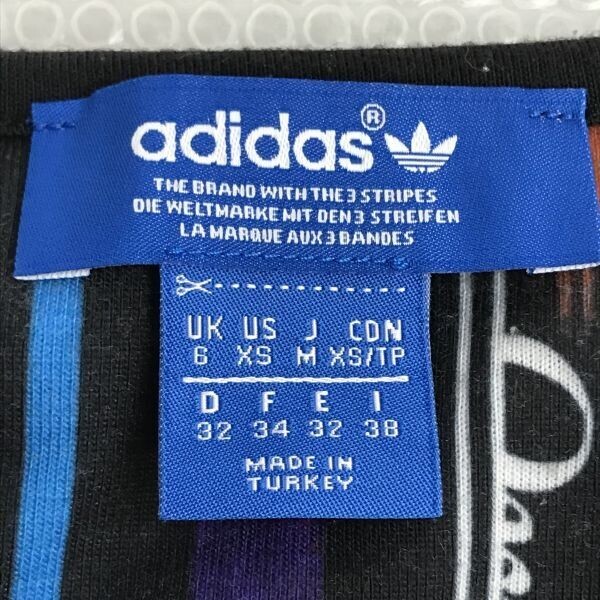 adidas®
THE BRAND WITH THE 3 STRIPES
DIE WELTMARKE MIT DEN 3 STREIFEN
LA MARQUE AUX 3 BANDES
UK US J CDN
6 XS M XS/TP
D F E I
32 34 32 38
MADE IN
TURKEY